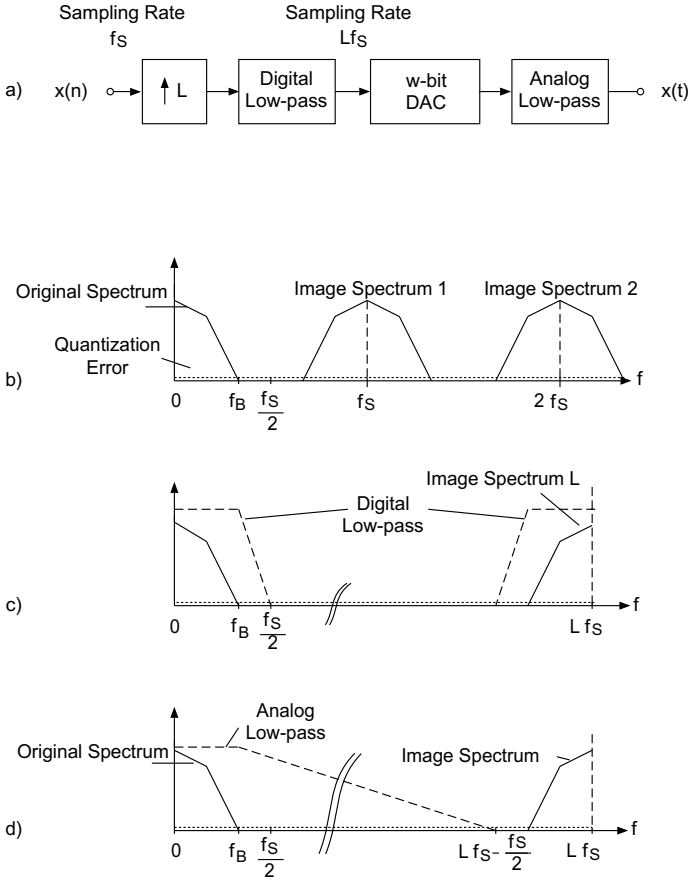 Sampling Rate Sampling Rate
fS LfS
a) x(n) ↑ L Digital Low-pass w-bit DAC Analog Low-pass x(t)
Original Spectrum Image Spectrum 1 Image Spectrum 2
Quantization
Error
b) f
0 fB fS/2 fS 2 fS
Image Spectrum L
Digital
Low-pass
c) f
0 fB fS/2 L fS
Analog
Low-pass
Original Spectrum Image Spectrum
d) f
0 fB fS/2 L fS- fS/2 L fS